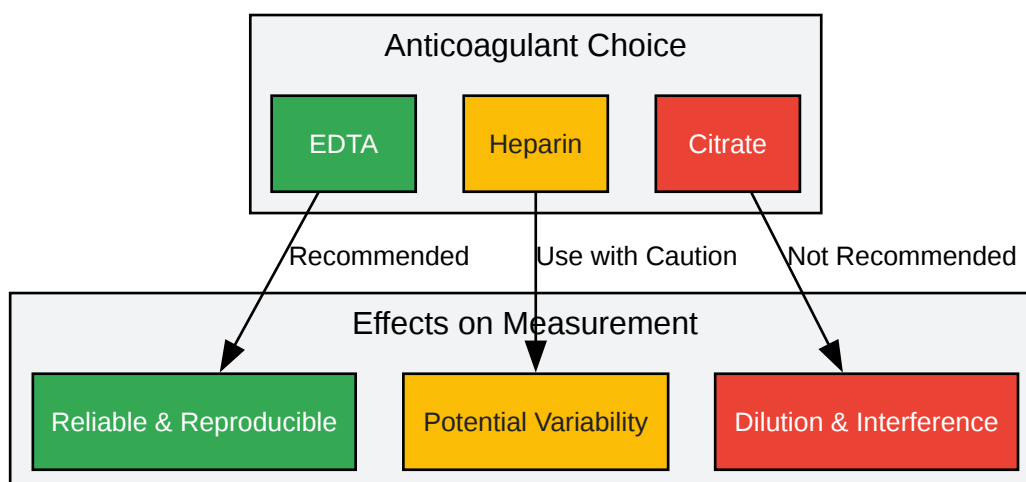 Anticoagulant Choice
EDTA
Heparin
Citrate
Recommended
Use with Caution
Not Recommended
Effects on Measurement
Reliable & Reproducible
Potential Variability
Dilution & Interference